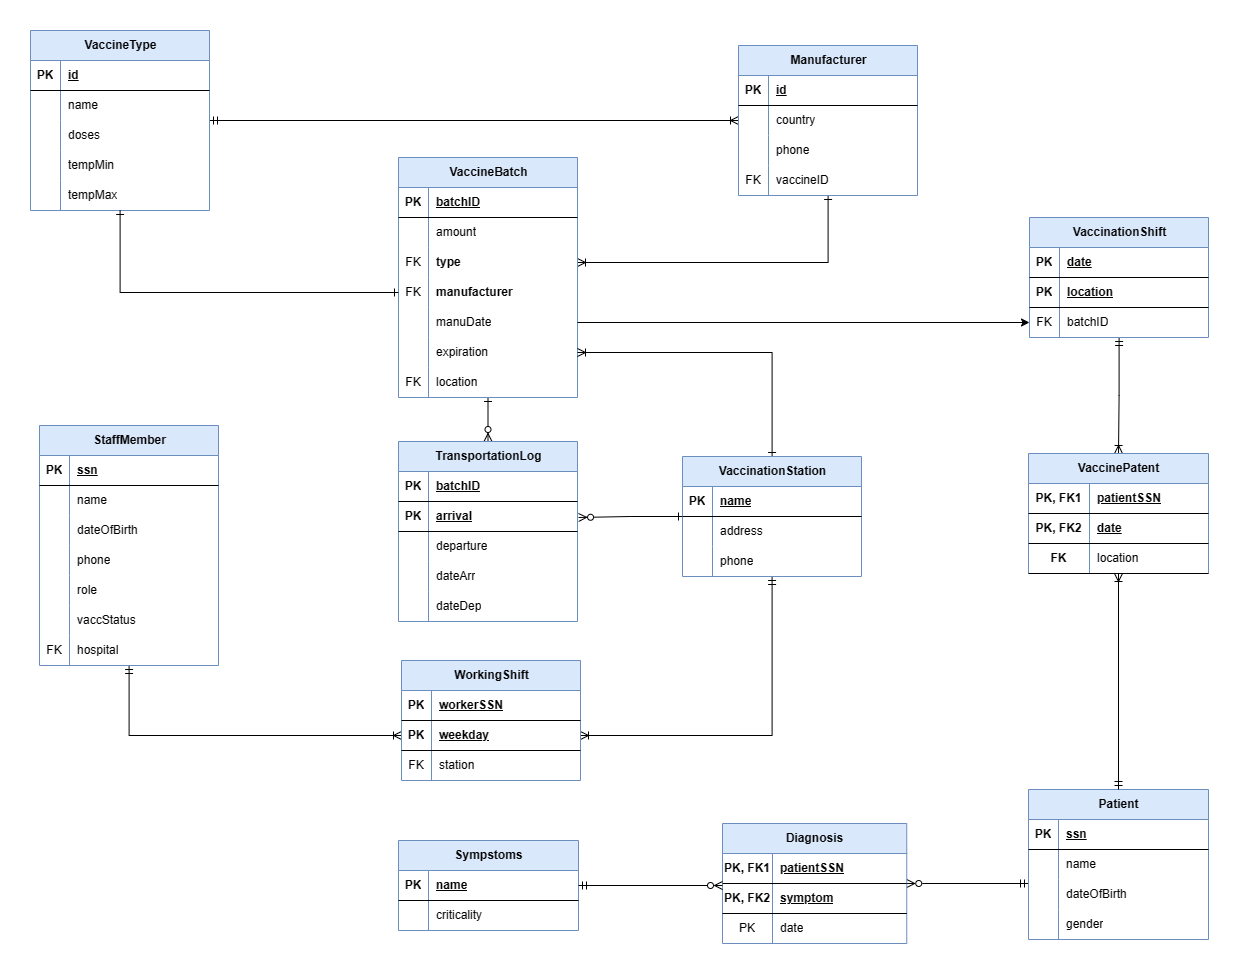 VaccineType
PK id
name
doses
tempMin
tempMax
Manufacturer
PK id
country
phone
FK vaccineID
VaccineBatch
PK batchID
amount
FK type
FK manufacturer
manuDate
expiration
FK location
VaccinationShift
PK date
PK location
FK batchID
StaffMember
PK ssn
name
dateOfBirth
phone
role
vaccStatus
FK hospital
TransportationLog
PK batchID
PK arrival
departure
dateArr
dateDep
VaccinationStation
PK name
address
phone
VaccinePatent
PK, FK1 patientSSN
PK, FK2 date
FK location
WorkingShift
PK workerSSN
PK weekday
FK station
Sympstoms
PK name
criticality
Diagnosis
PK, FK1 patientSSN
PK, FK2 symptom
PK date
Patient
PK ssn
name
dateOfBirth
gender